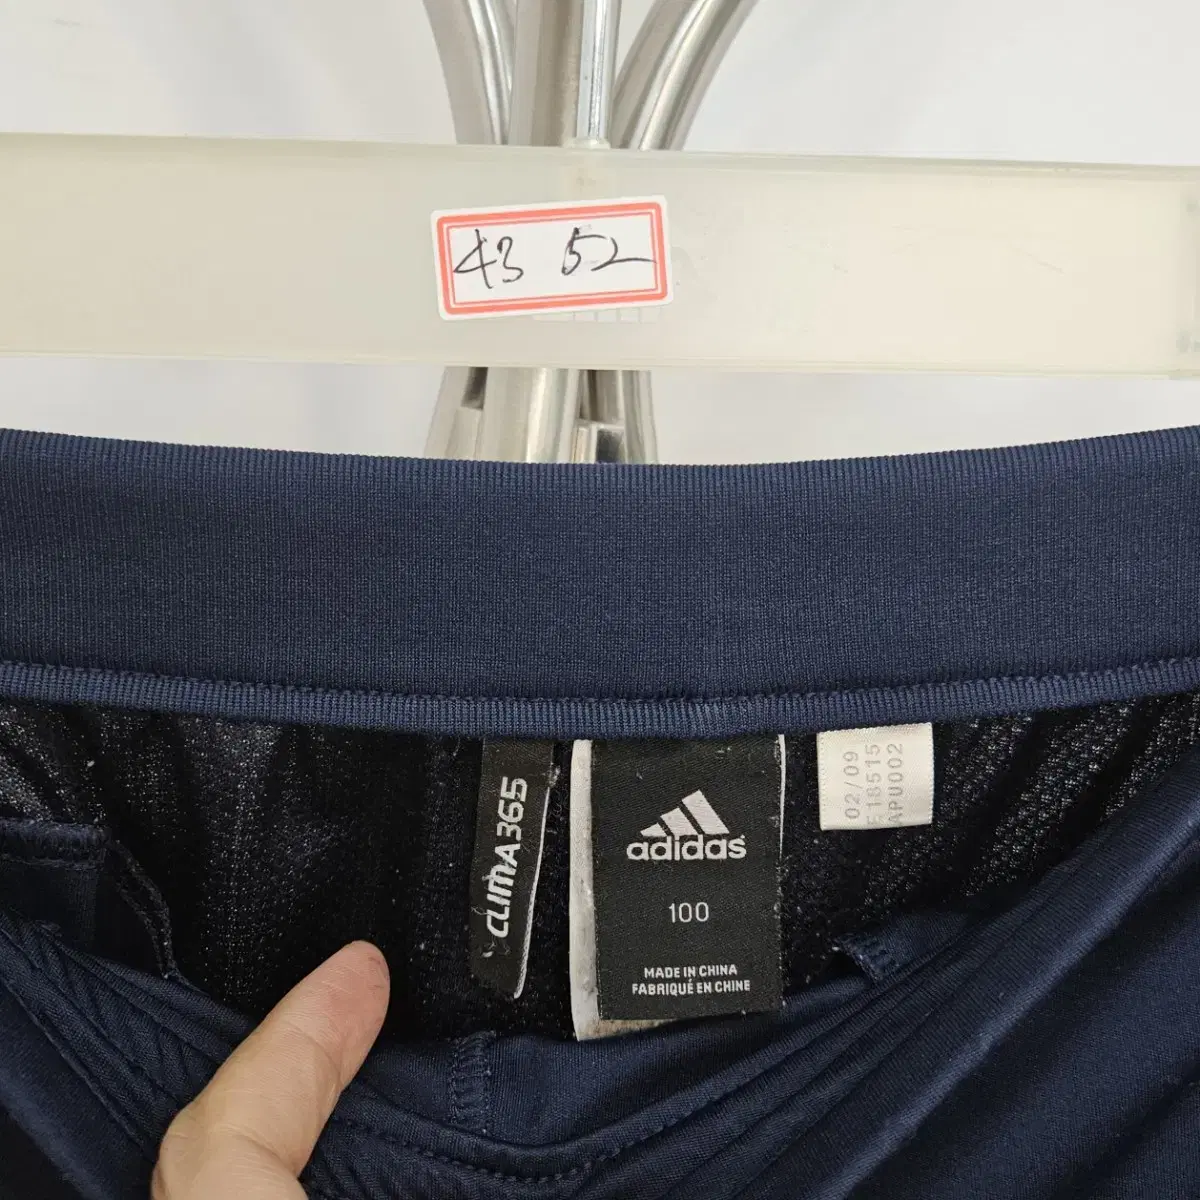 43 52
CLIMA365
adidas
100
MADE IN CHINA
FABRIQUÉ EN CHINE
02/09
E18515
APU002